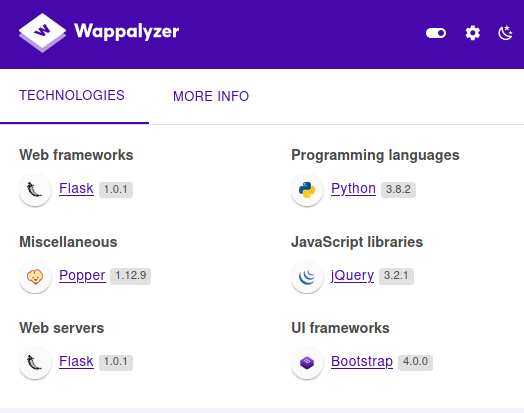 Wappalyzer
TECHNOLOGIES MORE INFO
Web frameworks
Flask 1.0.1
Programming languages
Python 3.8.2
Miscellaneous
Popper 1.12.9
JavaScript libraries
jQuery 3.2.1
Web servers
Flask 1.0.1
UI frameworks
Bootstrap 4.0.0